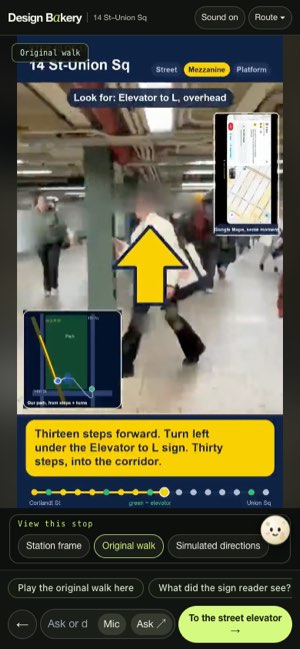 Design Bakery
14 St–Union Sq
Sound on
Route
Original walk
14 St-Union Sq
Street
Mezzanine
Platform
Look for: Elevator to L, overhead
Park
Our path, from steps + turns
Thirteen steps forward. Turn left
under the Elevator to L sign. Thirty
steps, into the corridor.
Cortlandt St
green = elevator
Union Sq
View this stop
Station frame
Original walk
Simulated directions
Play the original walk here
What did the sign reader see?
←
Ask or d
Mic
Ask ↗
To the street elevator
→